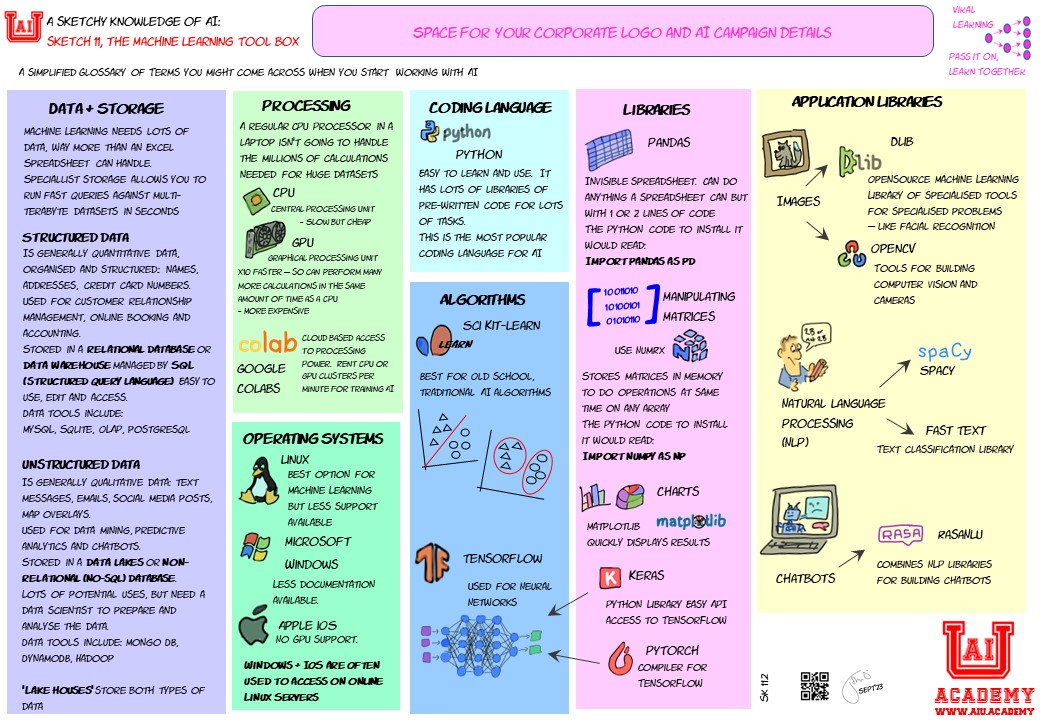 AI
A SKETCHY KNOWLEDGE OF AI:
SKETCH 11, THE MACHINE LEARNING TOOL BOX
SPACE FOR YOUR CORPORATE LOGO AND AI CAMPAIGN DETAILS
VIRAL
LEARNING
PASS IT ON,
LEARN TOGETHER
A SIMPLIFIED GLOSSARY OF TERMS YOU MIGHT COME ACROSS WHEN YOU START WORKING WITH AI
DATA + STORAGE
MACHINE LEARNING NEEDS LOTS OF
DATA, WAY MORE THAN AN EXCEL
SPREADSHEET CAN HANDLE.
SPECIALLIST STORAGE ALLOWS YOU TO
RUN FAST QUERIES AGAINST MULTI-
TERABYTE DATASETS IN SECONDS
STRUCTURED DATA
IS GENERALLY QUANTITATIVE DATA,
ORGANISED AND STRUCTURED: NAMES,
ADDRESSES, CREDIT CARD NUMBERS.
USED FOR CUSTOMER RELATIONSHIP
MANAGEMENT, ONLINE BOOKING AND
ACCOUNTING.
STORED IN A RELATIONAL DATABASE OR
DATA WAREHOUSE MANAGED BY SQL
(STRUCTURED QUERY LANGUAGE) EASY TO
USE, EDIT AND ACCESS.
DATA TOOLS INCLUDE:
MYSQL, SQLITE, OLAP, POSTGRESQL
UNSTRUCTURED DATA
IS GENERALLY QUALITATIVE DATA: TEXT
MESSAGES, EMAILS, SOCIAL MEDIA POSTS,
MAP OVERLAYS.
USED FOR DATA MINING, PREDICTIVE
ANALYTICS AND CHATBOTS.
STORED IN A DATA LAKES OR NON-
RELATIONAL (NO-SQL) DATABASE.
LOTS OF POTENTIAL USES, BUT NEED A
DATA SCIENTIST TO PREPARE AND
ANALYSE THE DATA.
DATA TOOLS INCLUDE: MONGO DB,
DYNAMODB, HADOOP
'LAKE HOUSES' STORE BOTH TYPES OF
DATA
PROCESSING
A REGULAR CPU PROCESSOR IN A
LAPTOP ISN'T GOING TO HANDLE
THE MILLIONS OF CALCULATIONS
NEEDED FOR HUGE DATASETS
CPU
CENTRAL PROCESSING UNIT
- SLOW BUT CHEAP
GPU
GRAPHICAL PROCESSING UNIT
X10 FASTER – SO CAN PERFORM MANY
MORE CALCULATIONS IN THE SAME
AMOUNT OF TIME AS A CPU
- MORE EXPENSIVE
colab
GOOGLE
COLABS
CLOUD BASED ACCESS
TO PROCESSING
POWER. RENT CPU OR
GPU CLUSTERS PER
MINUTE FOR TRAINING AI
OPERATING SYSTEMS
LINUX
BEST OPTION FOR
MACHINE LEARNING
BUT LESS SUPPORT
AVAILABLE
MICROSOFT
WINDOWS
LESS DOCUMENTATION
AVAILABLE.
APPLE IOS
NO GPU SUPPORT.
WINDOWS + IOS ARE OFTEN
USED TO ACCESS ON ONLINE
LINUX SERVERS
CODING LANGUAGE
python
PYTHON
EASY TO LEARN AND USE. IT
HAS LOTS OF LIBRARIES OF
PRE-WRITTEN CODE FOR LOTS
OF TASKS.
THIS IS THE MOST POPULAR
CODING LANGUAGE FOR AI
ALGORITHMS
SCI KIT-LEARN
LEARN
BEST FOR OLD SCHOOL,
TRADITIONAL AI ALGORITHMS
TENSORFLOW
USED FOR NEURAL
NETWORKS
LIBRARIES
PANDAS
INVISIBLE SPREADSHEET. CAN DO
ANYTHING A SPREADSHEET CAN BUT
WITH 1 OR 2 LINES OF CODE
THE PYTHON CODE TO INSTALL IT
WOULD READ:
IMPORT PANDAS AS PD
1001010
10100101
01010110
MANIPULATING
MATRICES
USE NUMRX
STORES MATRICES IN MEMORY
TO DO OPERATIONS AT SAME
TIME ON ANY ARRAY
THE PYTHON CODE TO INSTALL
IT WOULD READ:
IMPORT NUMPY AS NP
CHARTS
MATPLOTLIB
matplotlib
QUICKLY DISPLAYS RESULTS
K
KERAS
PYTHON LIBRARY EASY API
ACCESS TO TENSORFLOW
PYTORCH
COMPILER FOR
TENSORFLOW
APPLICATION LIBRARIES
IMAGES
DLIB
Dlib
OPENSOURCE MACHINE LEARNING
LIBRARY OF SPECIALISED TOOLS
FOR SPECIALISED PROBLEMS
– LIKE FACIAL RECOGNITION
OPENCV
TOOLS FOR BUILDING
COMPUTER VISION AND
CAMERAS
NATURAL LANGUAGE
PROCESSING
(NLP)
spaCy
SPACY
FAST TEXT
TEXT CLASSIFICATION LIBRARY
CHATBOTS
RASA
RASANLU
COMBINES NLP LIBRARIES
FOR BUILDING CHATBOTS
SK 11.2
SEPT'23
AI
ACADEMY
WWW.AIU.ACADEMY